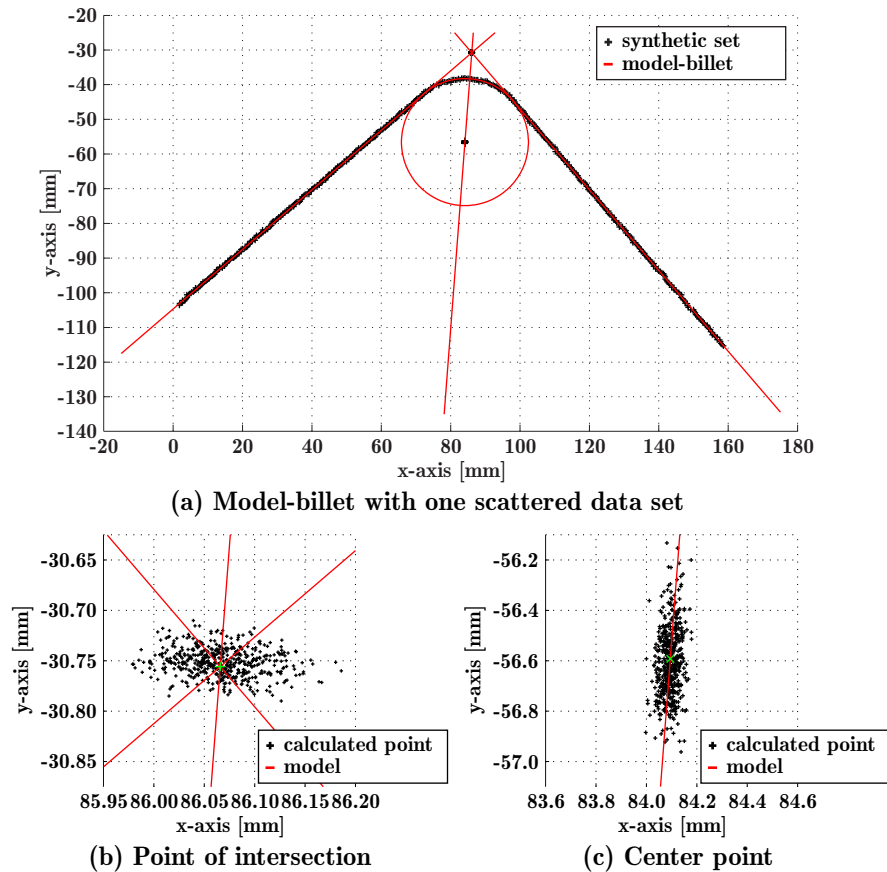 -20
-30
-40
-50
-60
-70
-80
-90
-100
-110
-120
-130
-140
y-axis [mm]
synthetic set
model-billet
-20 0 20 40 60 80 100 120 140 160 180
x-axis [mm]
(a) Model-billet with one scattered data set
-30.65
-30.70
-30.75
-30.80
-30.85
y-axis [mm]
calculated point
model
85.95 86.00 86.05 86.10 86.15 86.20
x-axis [mm]
(b) Point of intersection
-56.2
-56.4
-56.6
-56.8
-57.0
y-axis [mm]
calculated point
model
83.6 83.8 84.0 84.2 84.4 84.6
x-axis [mm]
(c) Center point